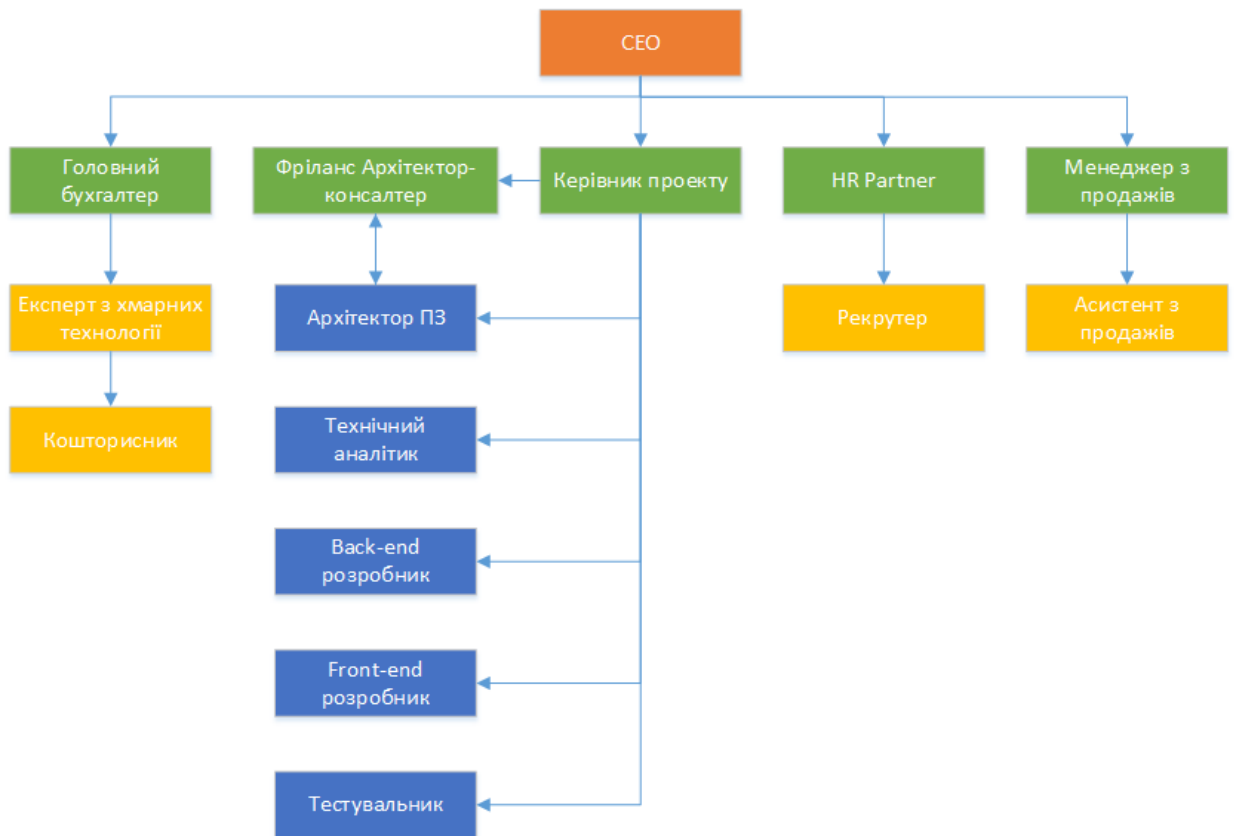 CEO
Головний
бухгалтер
Фріланс Архітектор-
консалтер
Керівник проекту
HR Partner
Менеджер з
продажів
Експерт з хмарних
технології
Архітектор ПЗ
Рекрутер
Асистент з
продажів
Кошторисник
Технічний
аналітик
Back-end
розробник
Front-end
розробник
Тестувальник